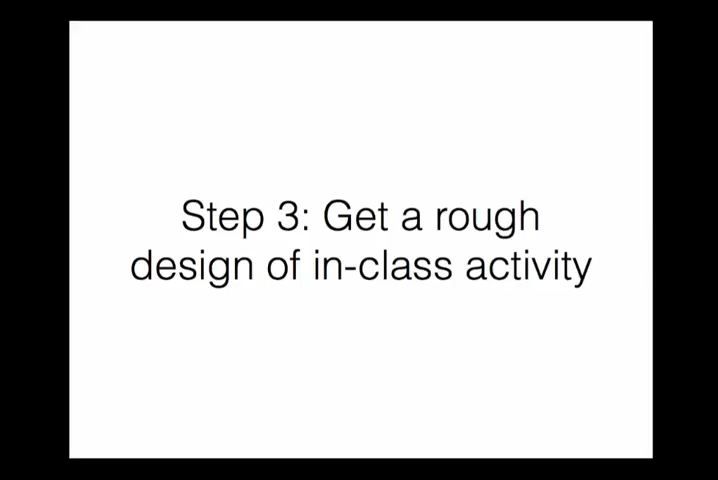 Step 3: Get a rough
design of in-class activity